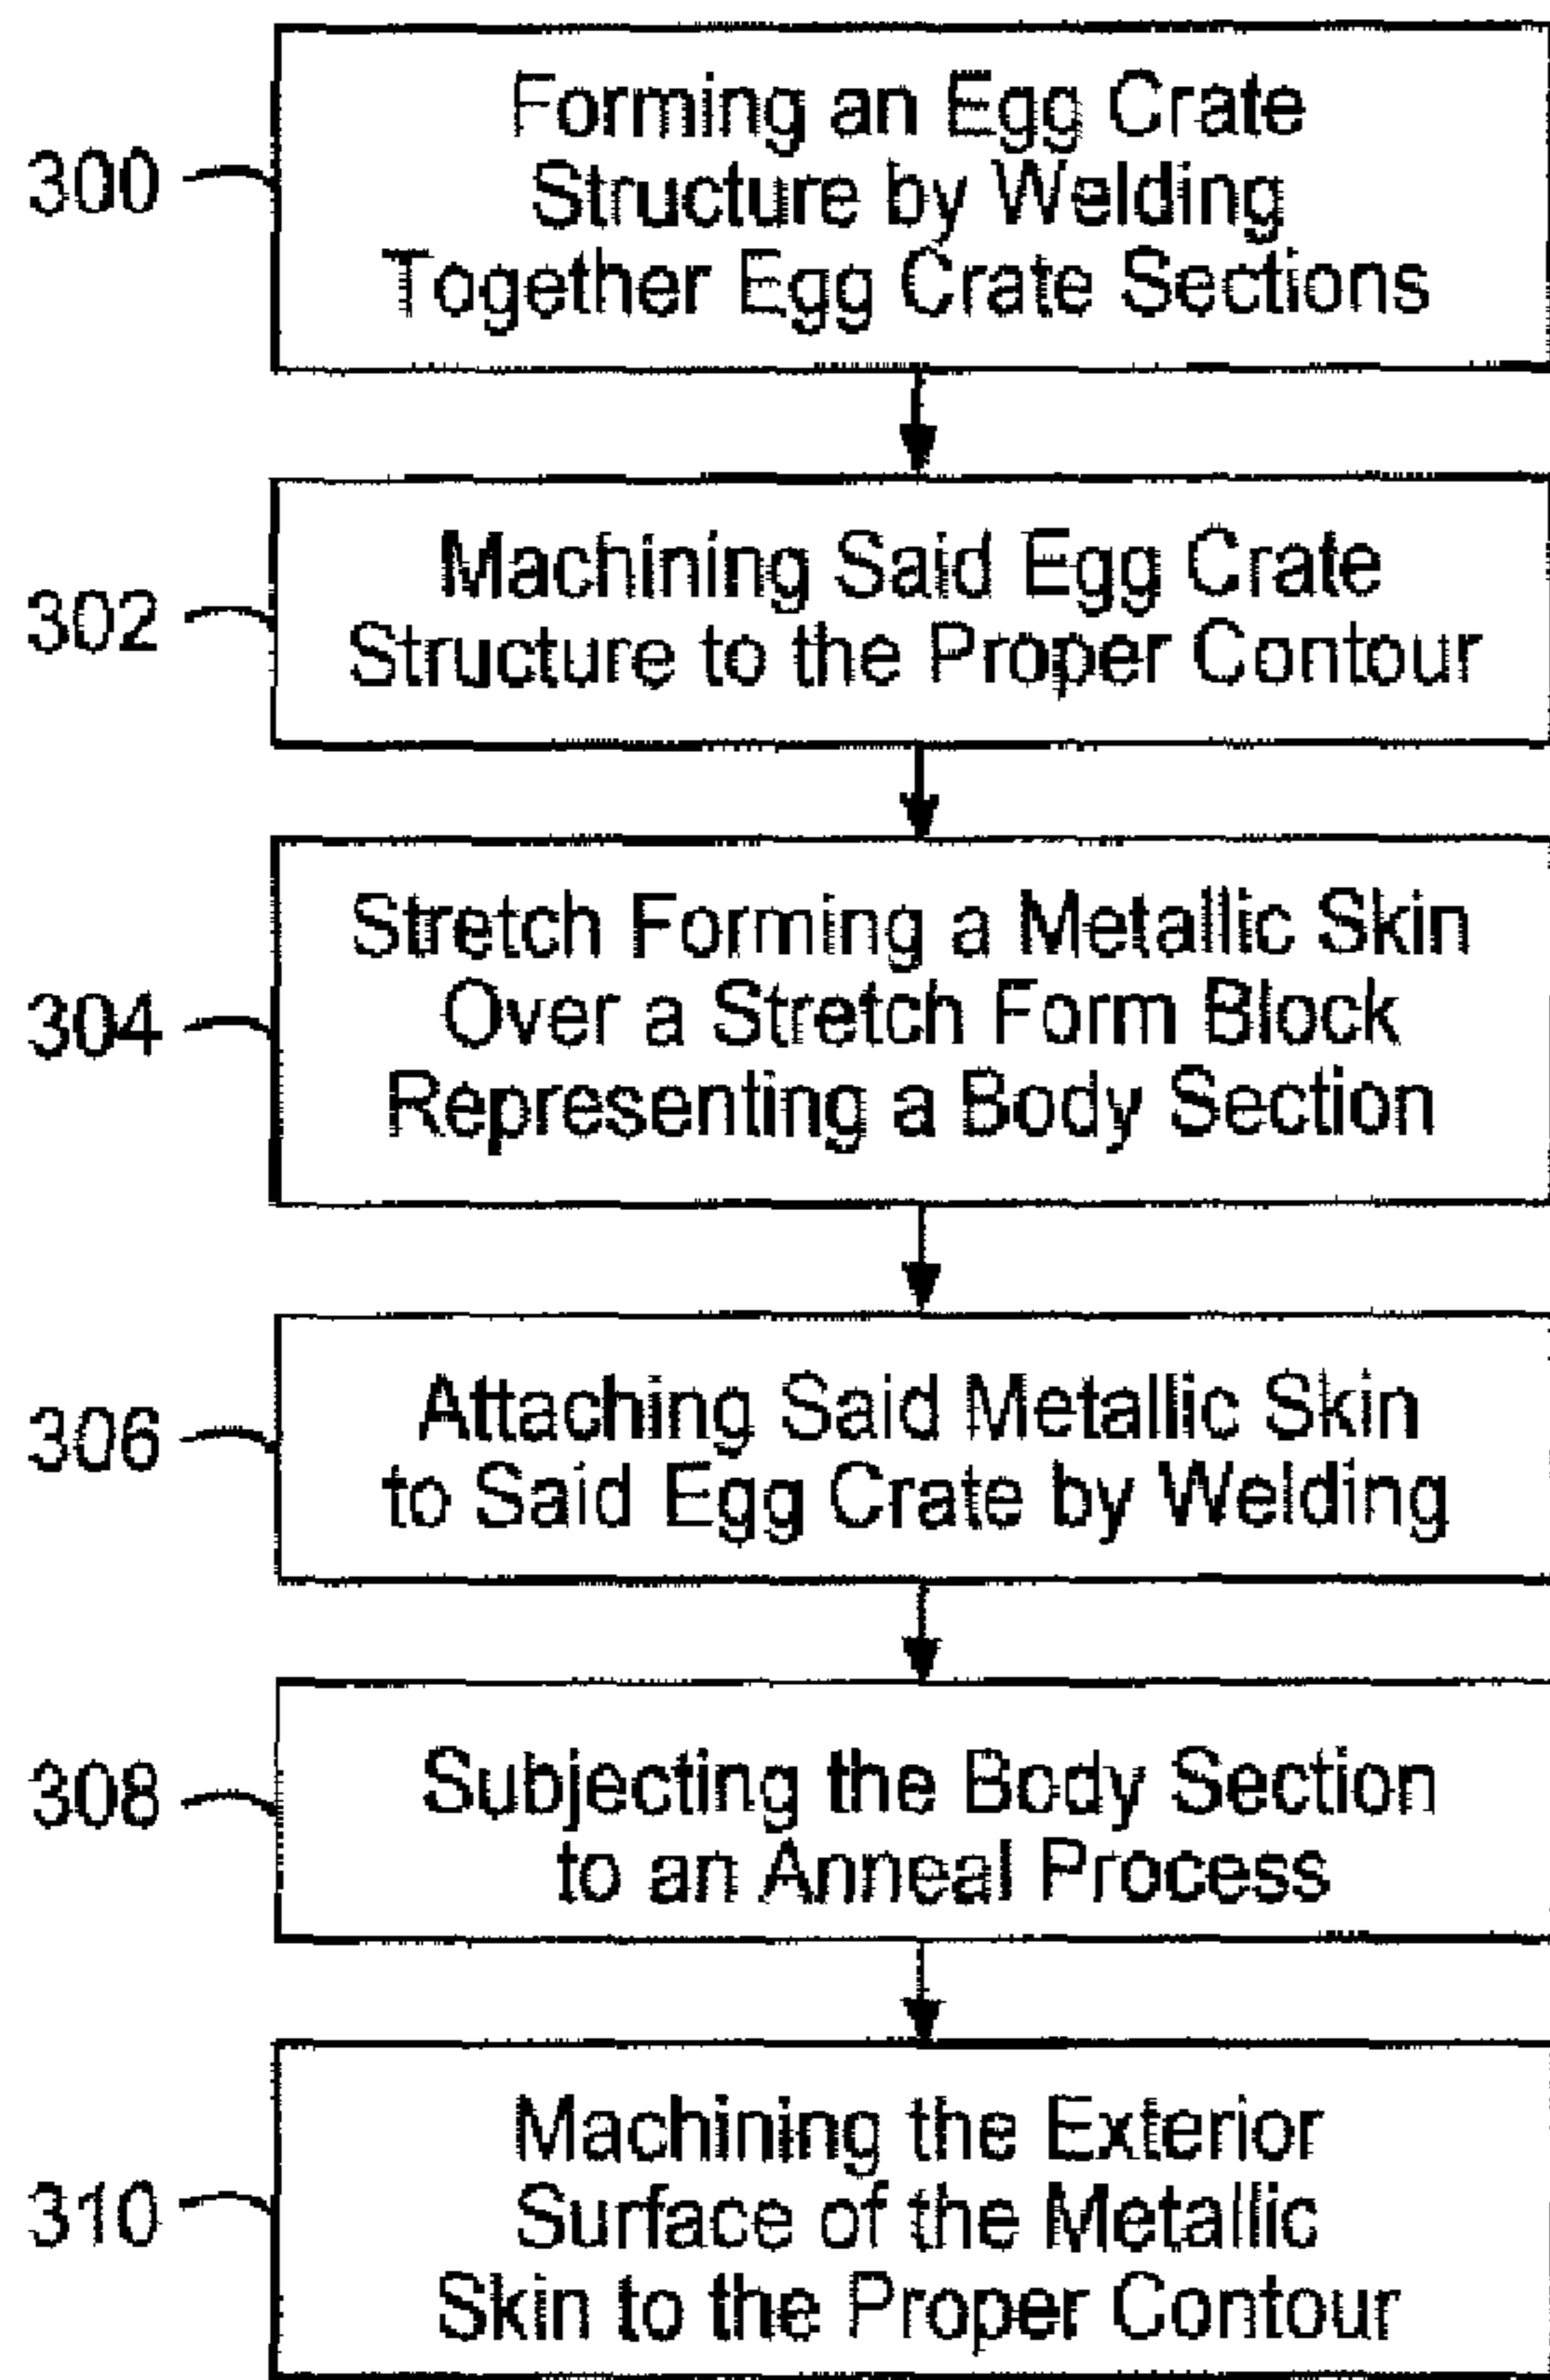 300
Forming an Egg Crate
Structure by Welding
Together Egg Crate Sections
302
Machining Said Egg Crate
Structure to the Proper Contour
304
Stretch Forming a Metallic Skin
Over a Stretch Form Block
Representing a Body Section
306
Attaching Said Metallic Skin
to Said Egg Crate by Welding
308
Subjecting the Body Section
to an Anneal Process
310
Machining the Exterior
Surface of the Metallic
Skin to the Proper Contour